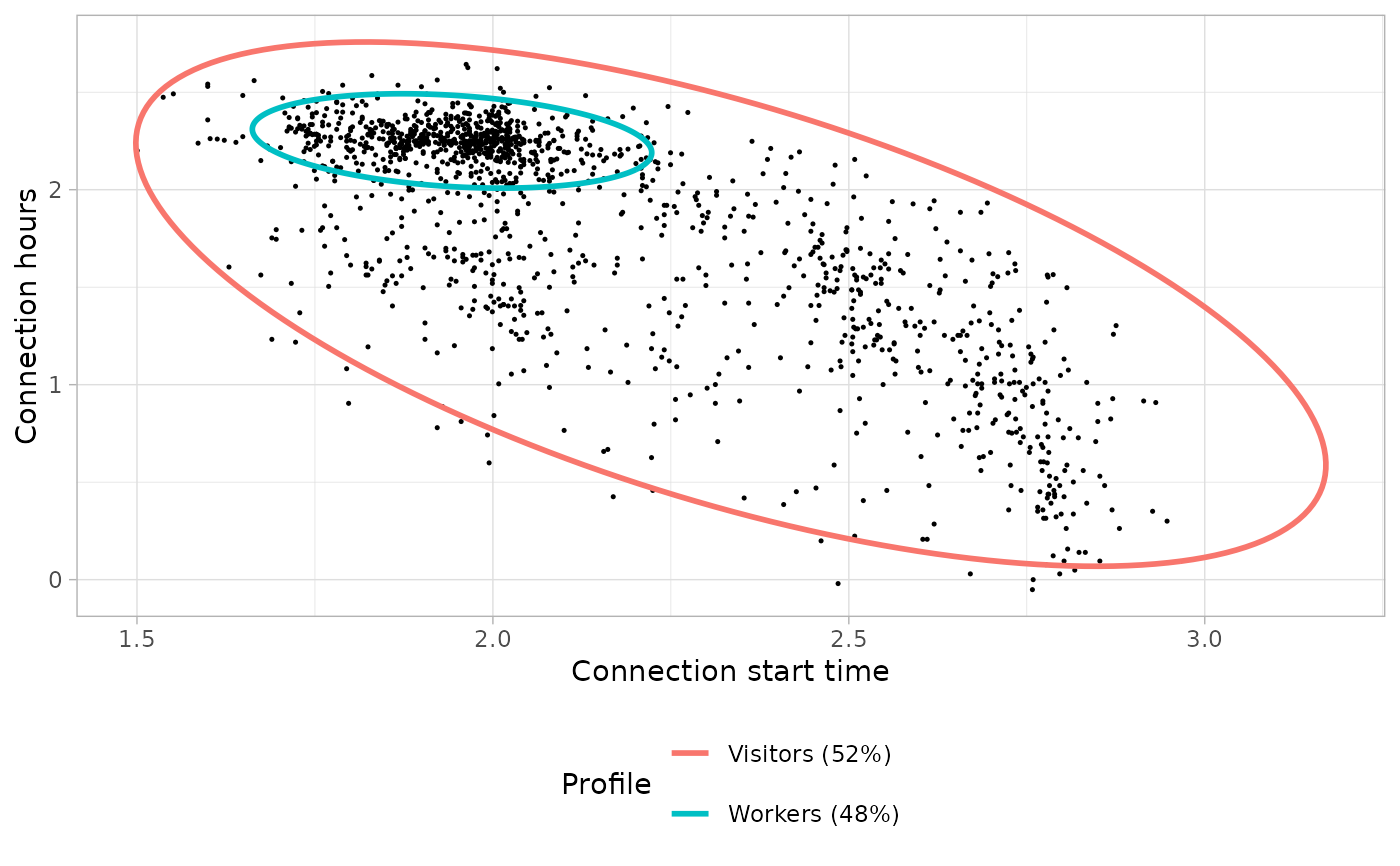 2
1
0
Connection hours
1.5 2.0 2.5 3.0
Connection start time
Profile
Visitors (52%)
Workers (48%)